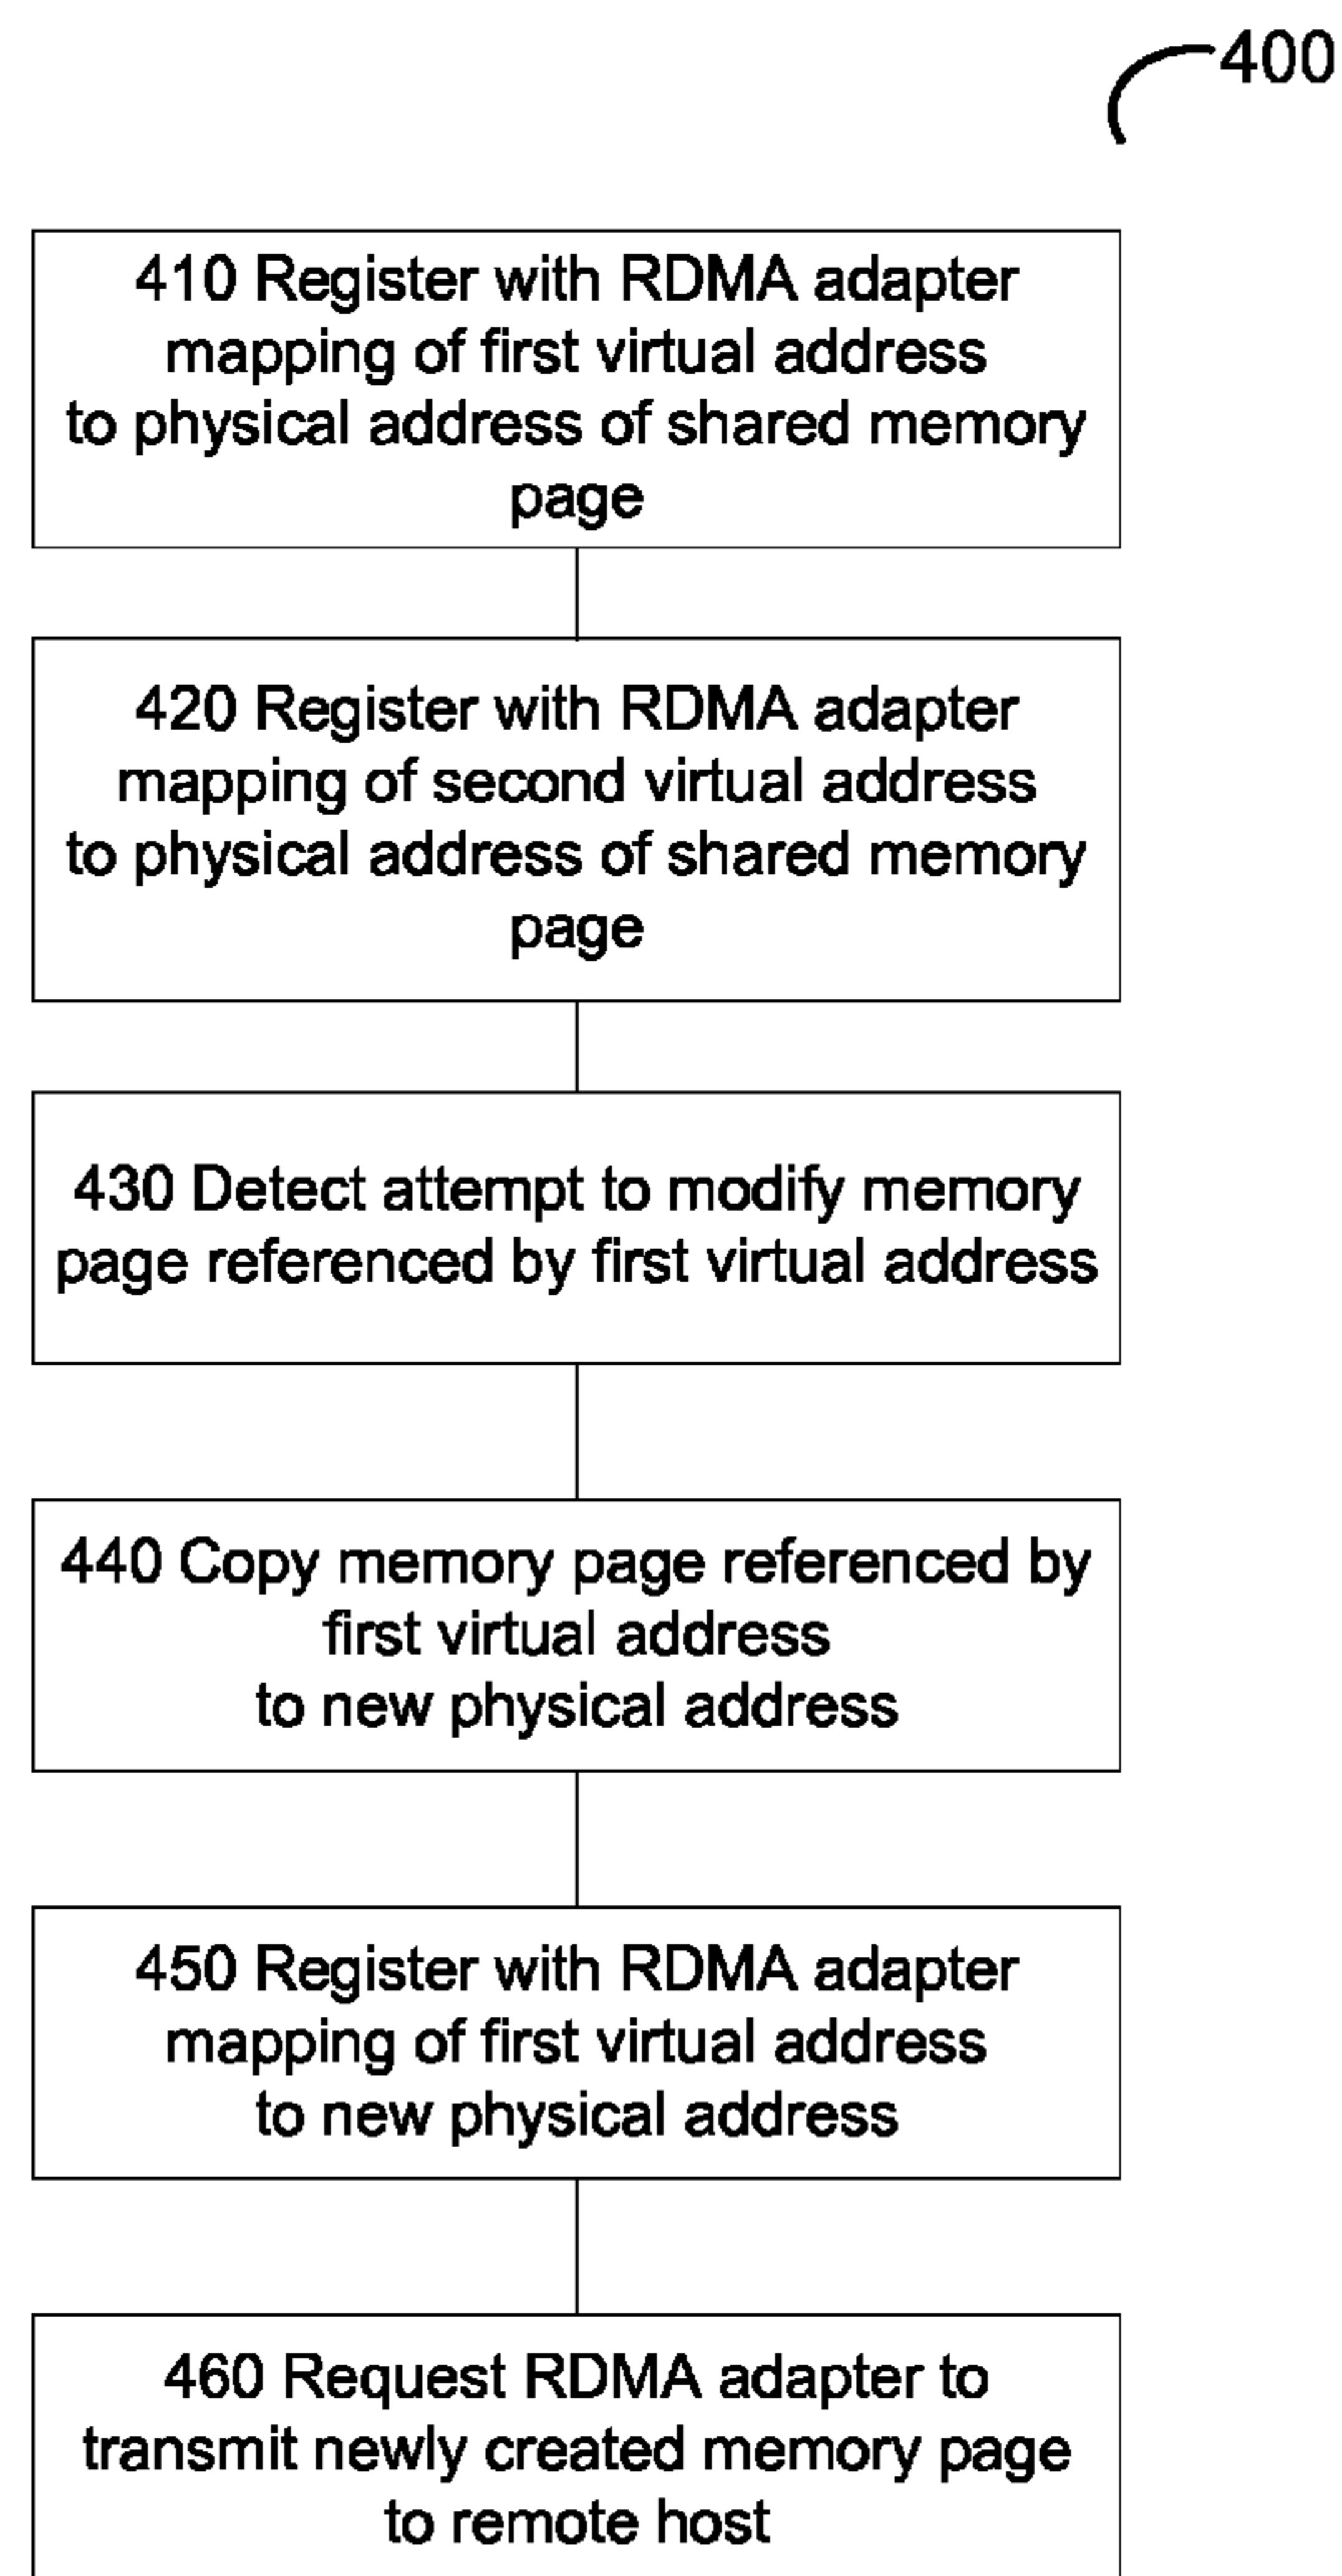 400
410 Register with RDMA adapter
mapping of first virtual address
to physical address of shared memory
page
420 Register with RDMA adapter
mapping of second virtual address
to physical address of shared memory
page
430 Detect attempt to modify memory
page referenced by first virtual address
440 Copy memory page referenced by
first virtual address
to new physical address
450 Register with RDMA adapter
mapping of first virtual address
to new physical address
460 Request RDMA adapter to
transmit newly created memory page
to remote host